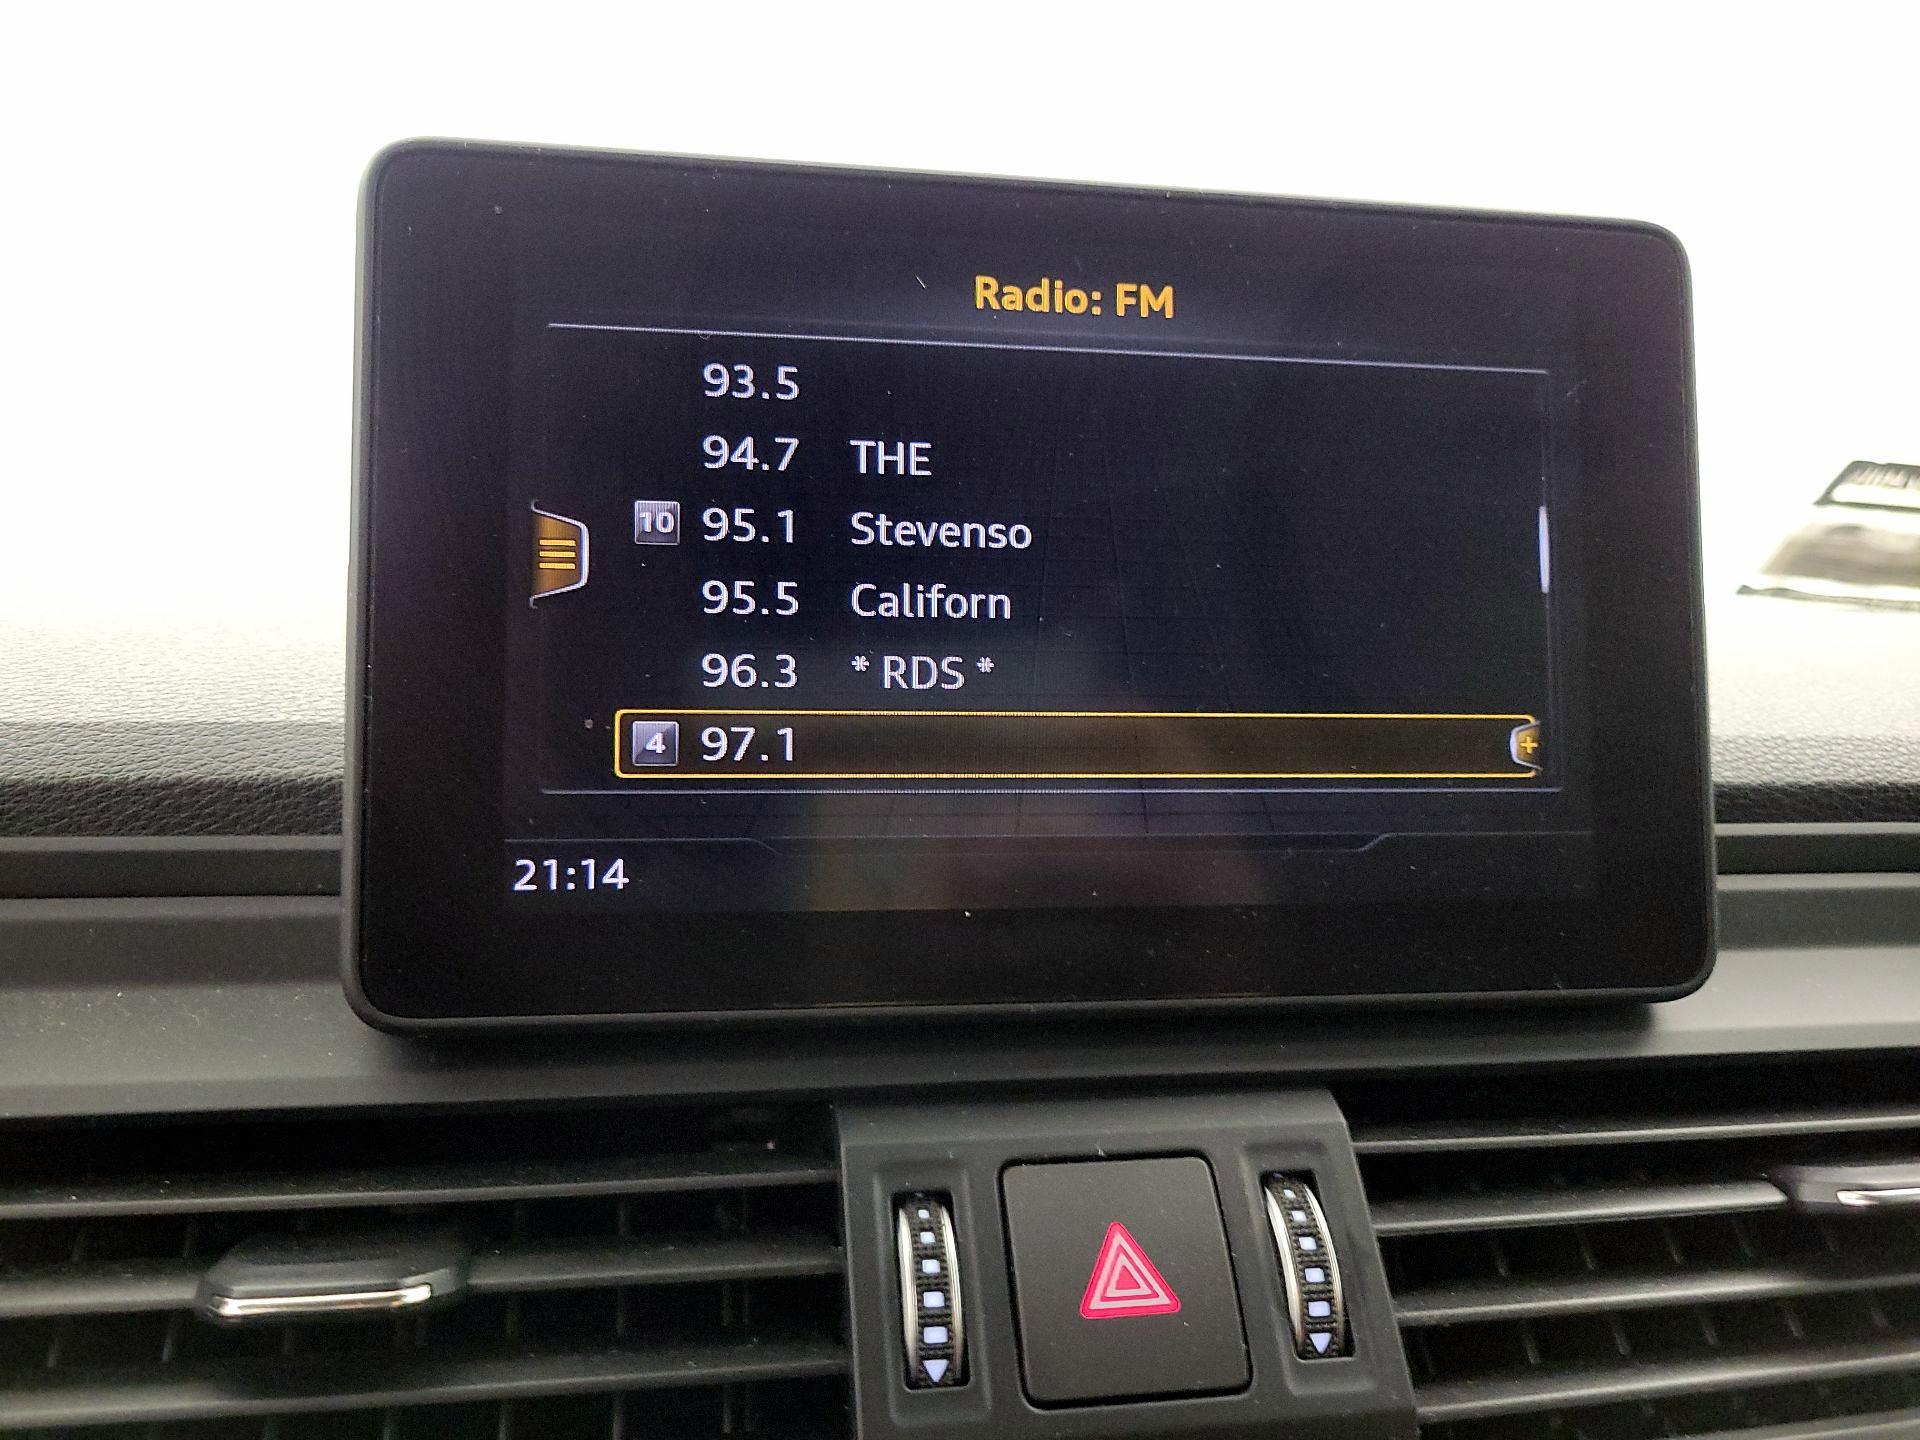 Radio: FM
93.5
94.7 THE
10 95.1 Stevenso
95.5 Californ
96.3 * RDS *
4 97.1 +
21:14